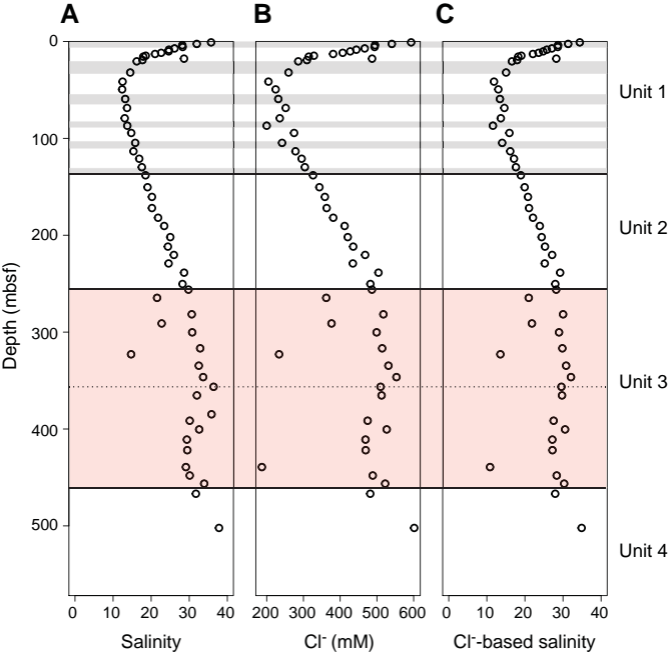 A B C
0
100
200
300
400
500
Depth (mbsf)
Unit 1
Unit 2
Unit 3
Unit 4
0 10 20 30 40
200 300 400 500 600
0 10 20 30 40
Salinity
Cl⁻ (mM)
Cl⁻-based salinity